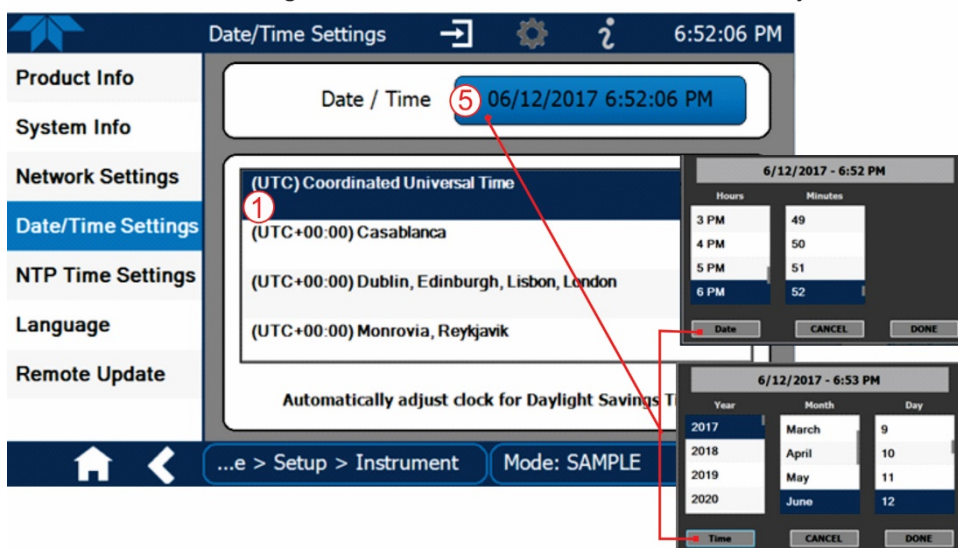 Date/Time Settings
6:52:06 PM
Product Info
System Info
Network Settings
Date/Time Settings
NTP Time Settings
Language
Remote Update
Date / Time
5
06/12/2017 6:52:06 PM
(UTC) Coordinated Universal Time
1
(UTC+00:00) Casablanca
(UTC+00:00) Dublin, Edinburgh, Lisbon, London
(UTC+00:00) Monrovia, Reykjavik
Automatically adjust clock for Daylight Savings
...e > Setup > Instrument
Mode: SAMPLE
6/12/2017 - 6:52 PM
Hours Minutes
3 PM 49
4 PM 50
5 PM 51
6 PM 52
Date CANCEL DONE
6/12/2017 - 6:53 PM
Year Month Day
2017 March 9
2018 April 10
2019 May 11
2020 June 12
Time CANCEL DONE